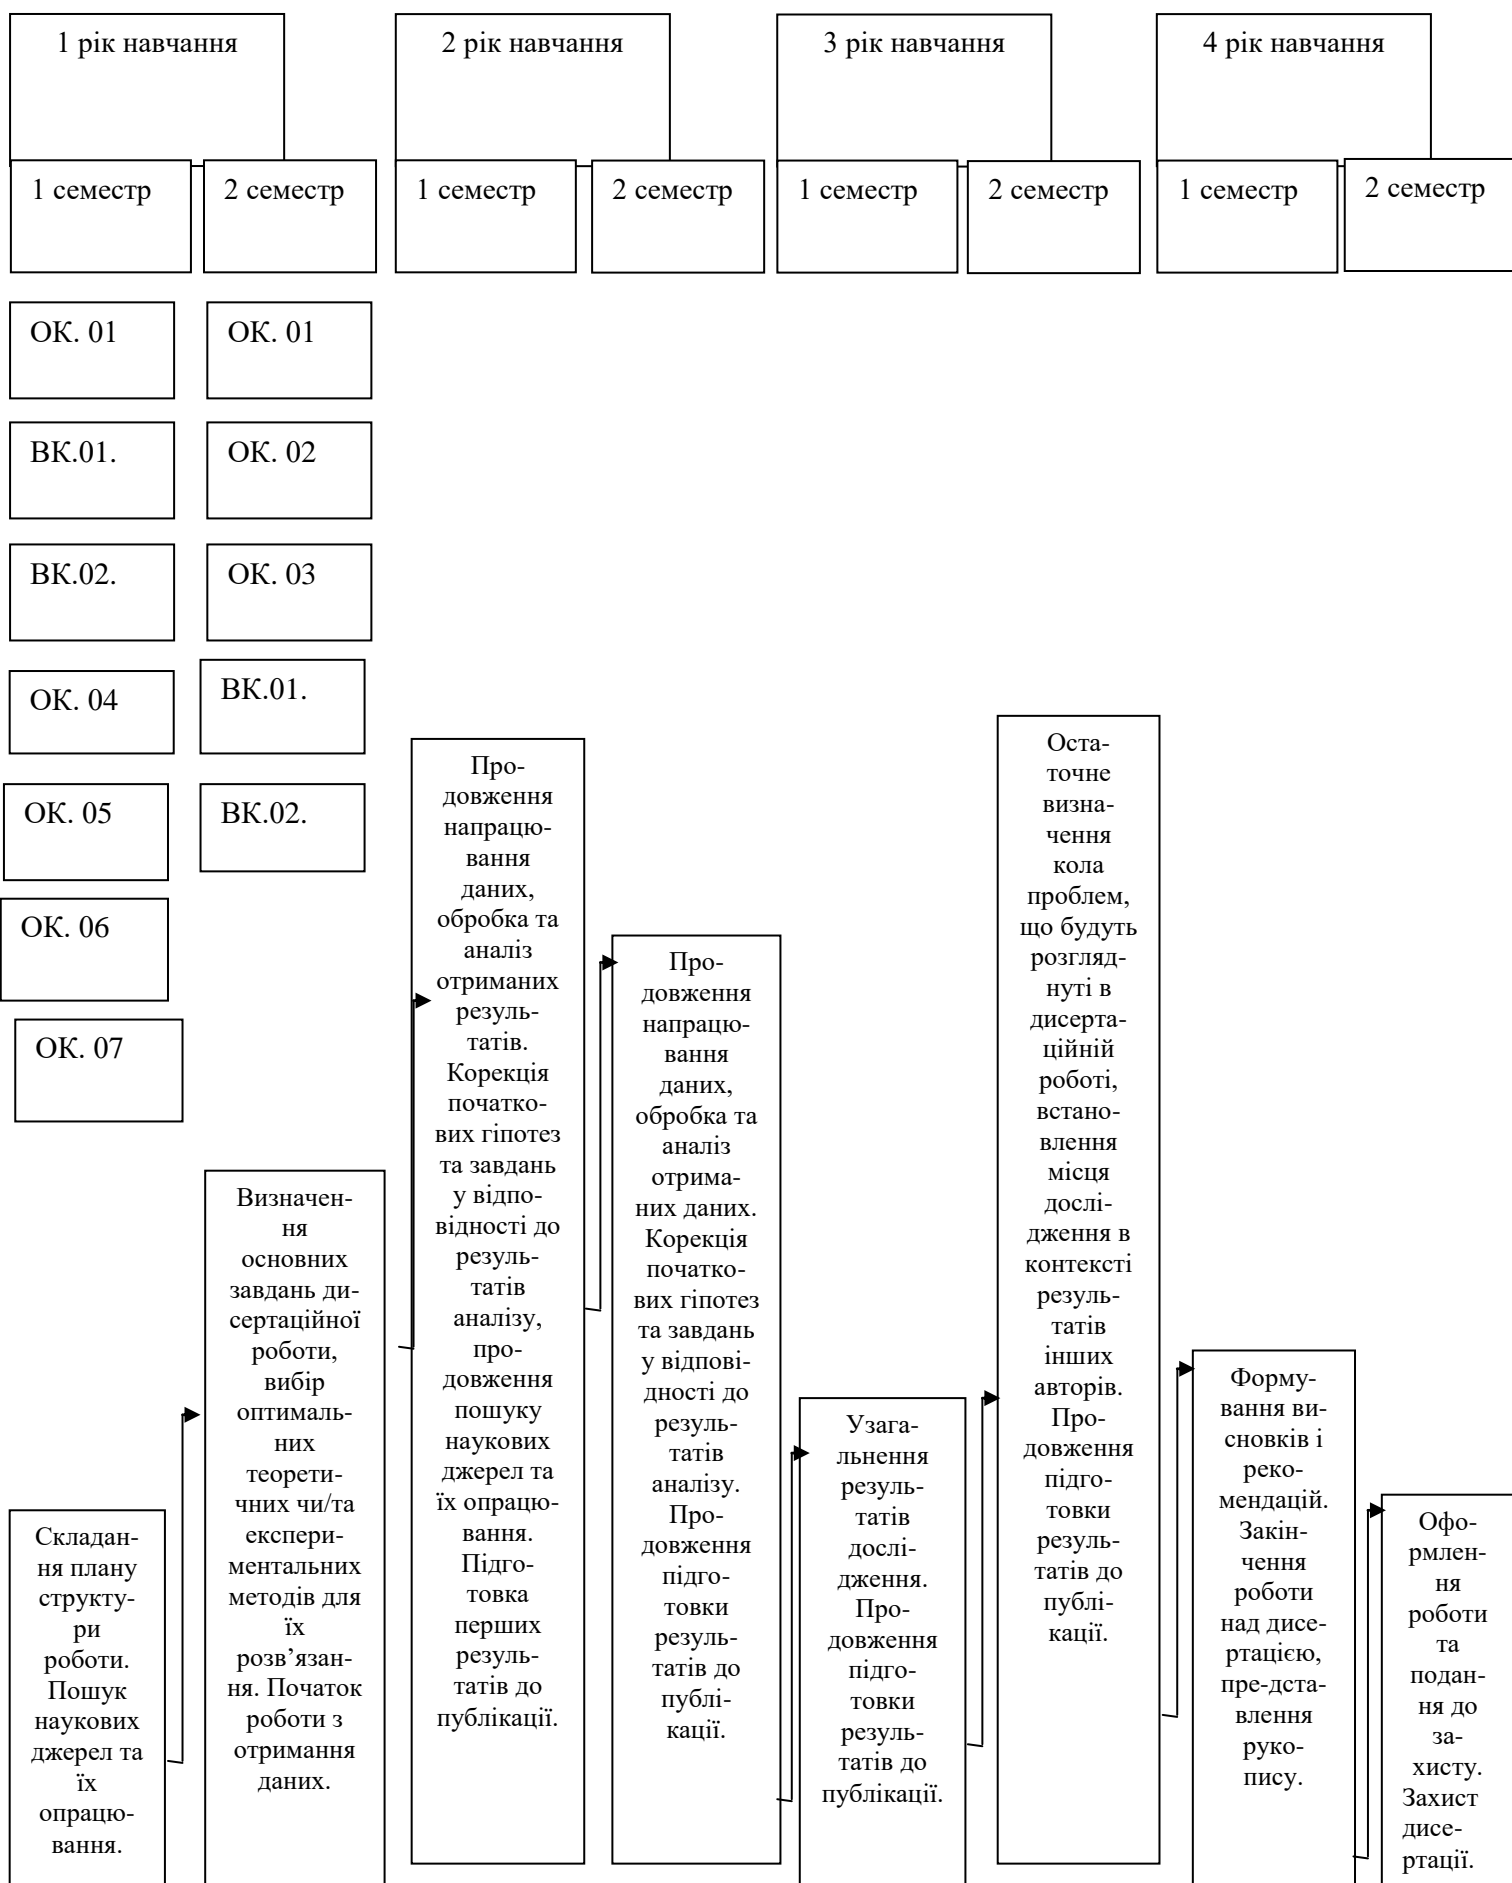 1 рік навчання
2 рік навчання
3 рік навчання
4 рік навчання
1 семестр
2 семестр
1 семестр
2 семестр
1 семестр
2 семестр
1 семестр
2 семестр
ОК. 01
ВК.01.
ВК.02.
ОК. 04
ОК. 05
ОК. 06
ОК. 07
ОК. 01
ОК. 02
ОК. 03
ВК.01.
ВК.02.
Складан-
ня плану
структу-
ри
роботи.
Пошук
наукових
джерел та
їх
опрацю-
вання.
Визначен-
ня
основних
завдань ди-
сертаційної
роботи,
вибір
оптималь-
них
теорети-
чних чи/та
експери-
ментальних
методів для
їх
розв’язан-
ня. Початок
роботи з
отримання
даних.
Про-
довження
напрацю-
вання
даних,
обробка та
аналіз
отриманих
резуль-
татів.
Корекція
початко-
вих гіпотез
та завдань
у відпо-
відності до
резуль-
татів
аналізу,
про-
довження
пошуку
наукових
джерел та
їх опрацю-
вання.
Підго-
товка
перших
резуль-
татів до
публікації.
Про-
довження
напрацю-
вання
даних,
обробка та
аналіз
отрима-
них даних.
Корекція
початко-
вих гіпотез
та завдань
у відпові-
дності до
резуль-
татів
аналізу.
Про-
довження
підго-
товки
резуль-
татів до
публі-
кації.
Узага-
льнення
резуль-
татів
дослі-
дження.
Про-
довження
підго-
товки
резуль-
татів до
публікації.
Оста-
точне
визна-
чення
кола
проблем,
що будуть
розгляд-
нуті в
дисерта-
ційній
роботі,
встано-
влення
місця
дослі-
дження в
контексті
резуль-
татів
інших
авторів.
Про-
довження
підго-
товки
резуль-
татів до
публі-
кації.
Форму-
вання ви-
сновків і
реко-
мендацій.
Закін-
чення
роботи
над дисе-
ртацією,
пре-дста-
влення
руко-
пису.
Офо-
рмлен-
ня
роботи
та
подан-
ня до
за-
хисту.
Захист
дисе-
ртації.